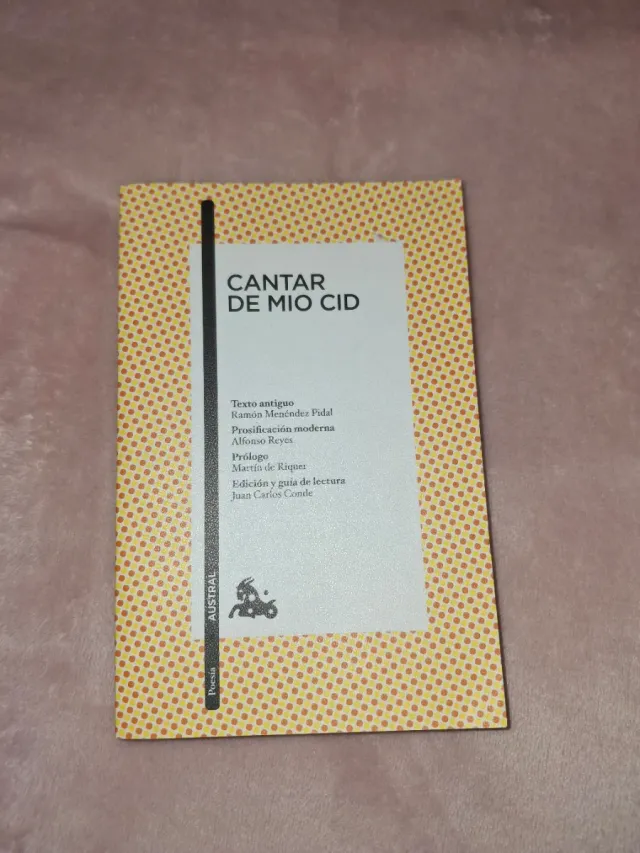 CANTAR
DE MIO CID
Texto antiguo
Ramón Menéndez Pidal
Prosificación moderna
Alfonso Reyes
Prólogo
Martín de Riquer
Edición y guía de lectura
Juan Carlos Conde
Poesía AUSTRAL